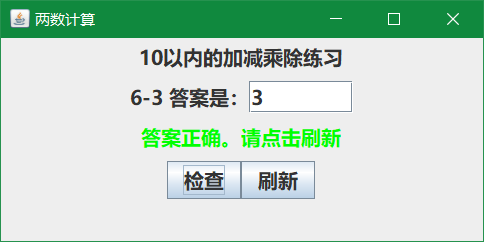 两数计算
10以内的加减乘除练习
6-3 答案是：3
答案正确。请点击刷新
检查 刷新